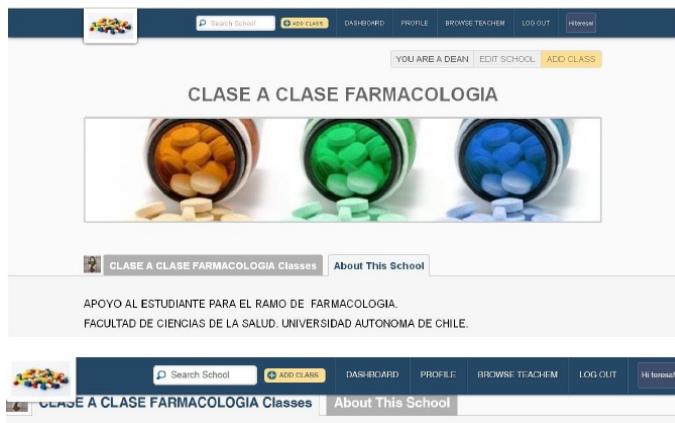 Search School ADD CLASS DASHBOARD PROFILE BROWSE TEACHEM LOG OUT Hi teresa!
YOU ARE A DEAN EDIT SCHOOL ADD CLASS
CLASE A CLASE FARMACOLOGIA
CLASE A CLASE FARMACOLOGIA Classes About This School
APOYO AL ESTUDIANTE PARA EL RAMO DE FARMACOLOGIA.
FACULTAD DE CIENCIAS DE LA SALUD. UNIVERSIDAD AUTONOMA DE CHILE.
Search School ADD CLASS DASHBOARD PROFILE BROWSE TEACHEM LOG OUT Hi teresa!
CLASE A CLASE FARMACOLOGIA Classes About This School